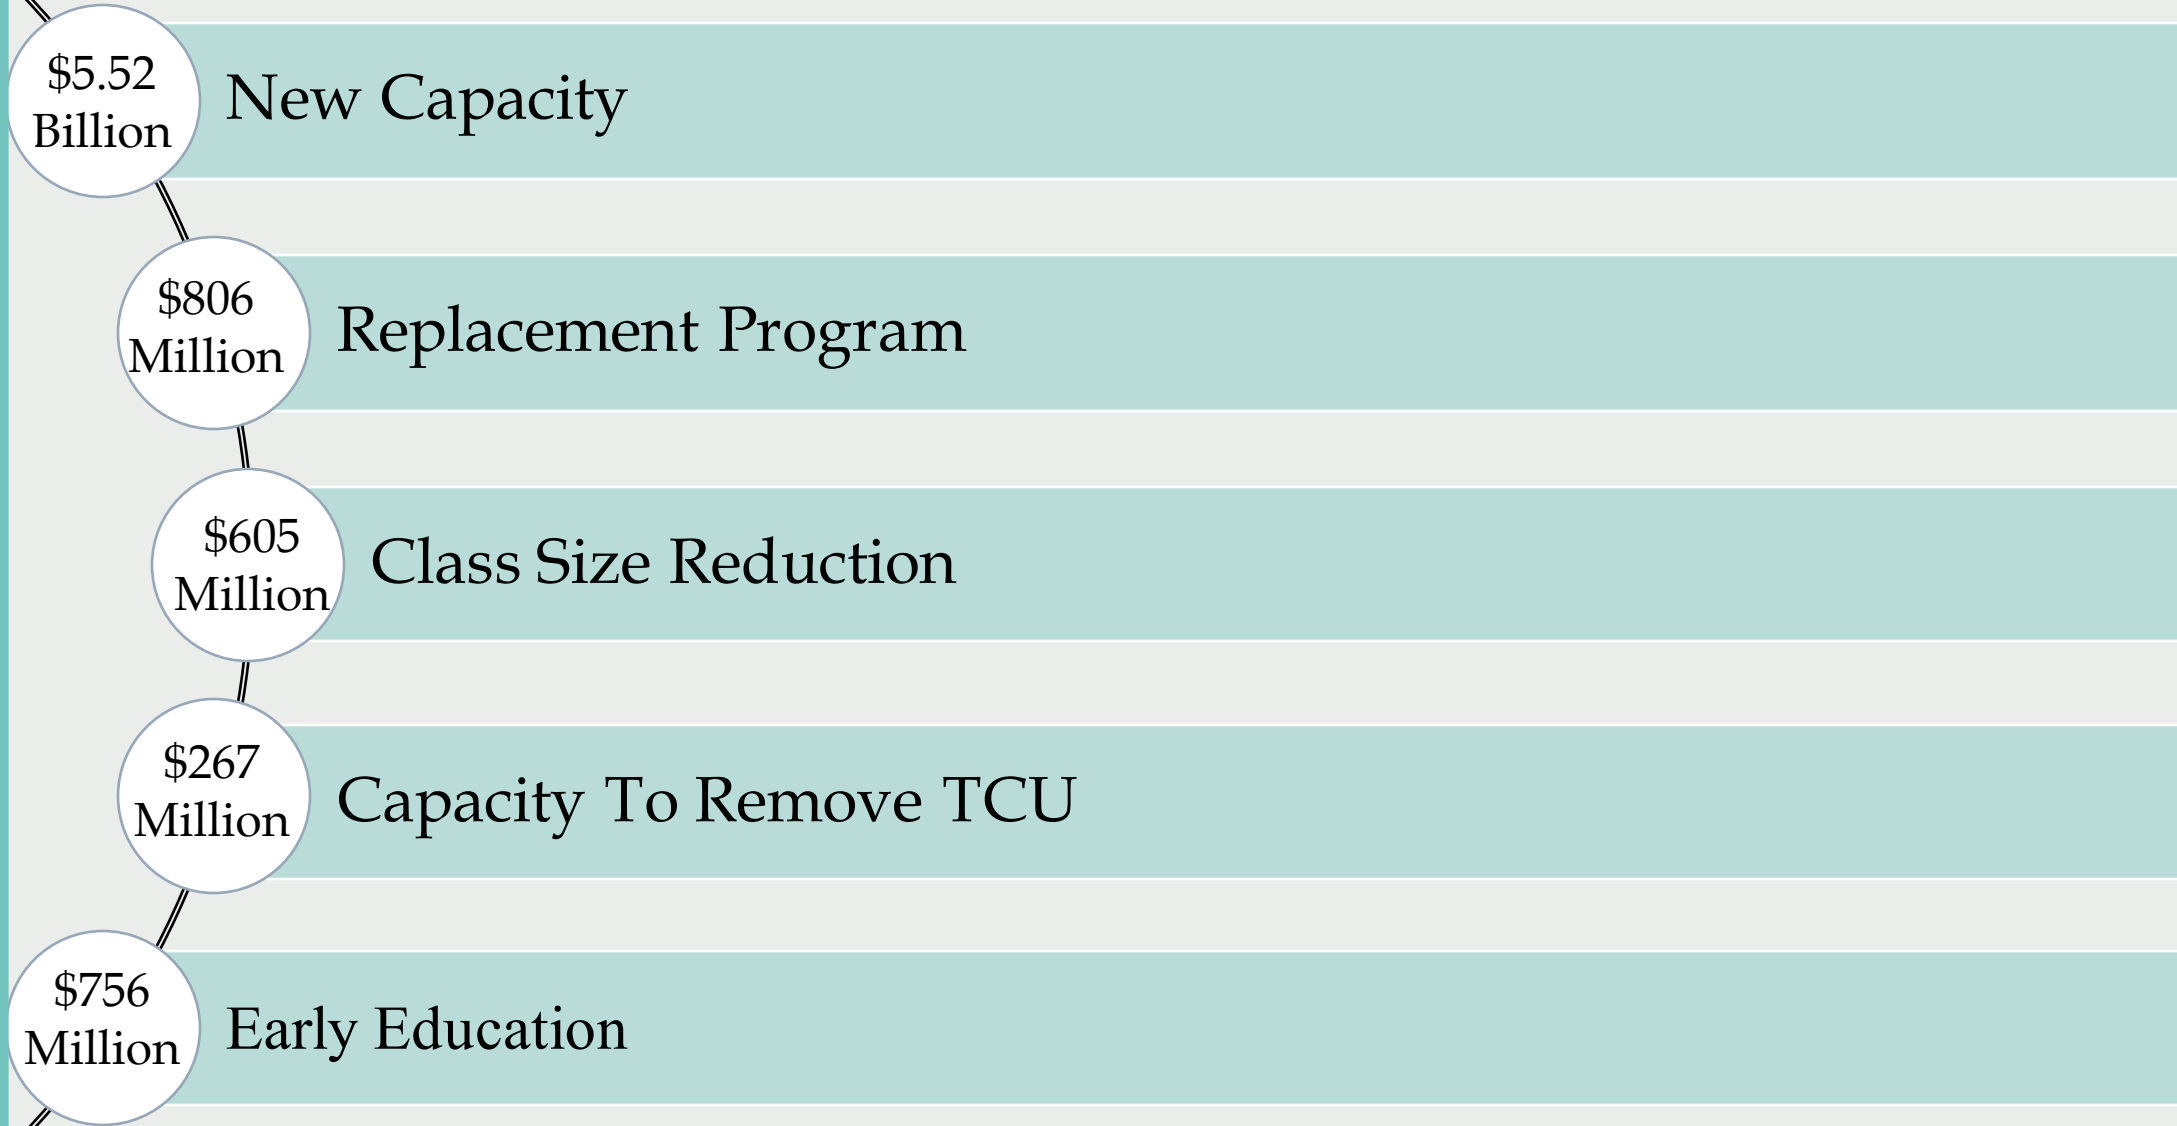 $5.52
Billion
New Capacity
$806
Million
Replacement Program
$605
Million
Class Size Reduction
$267
Million
Capacity To Remove TCU
$756
Million
Early Education